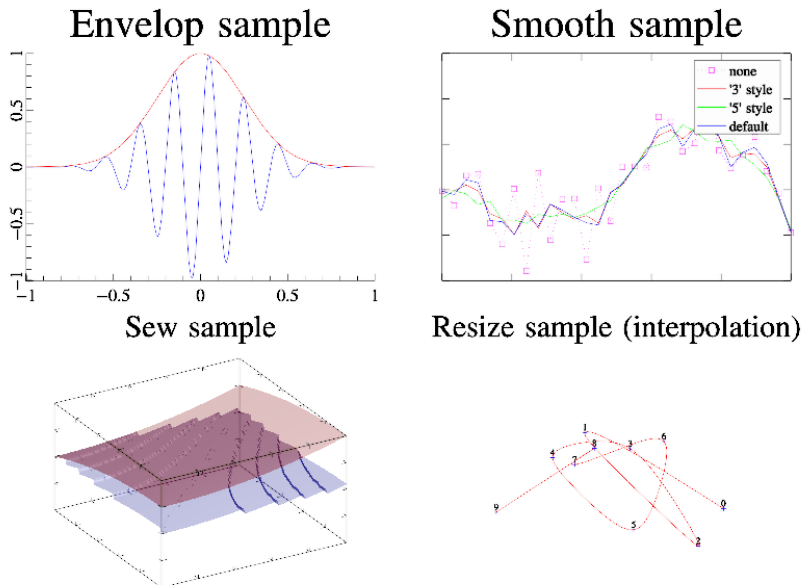 Envelop sample
Smooth sample
1
0.5
0
−0.5
−1
−1
−0.5
0
0.5
1
none
'3' style
'5' style
default
Sew sample
Resize sample (interpolation)
1
6
8
3
4
7
9
0
5
2